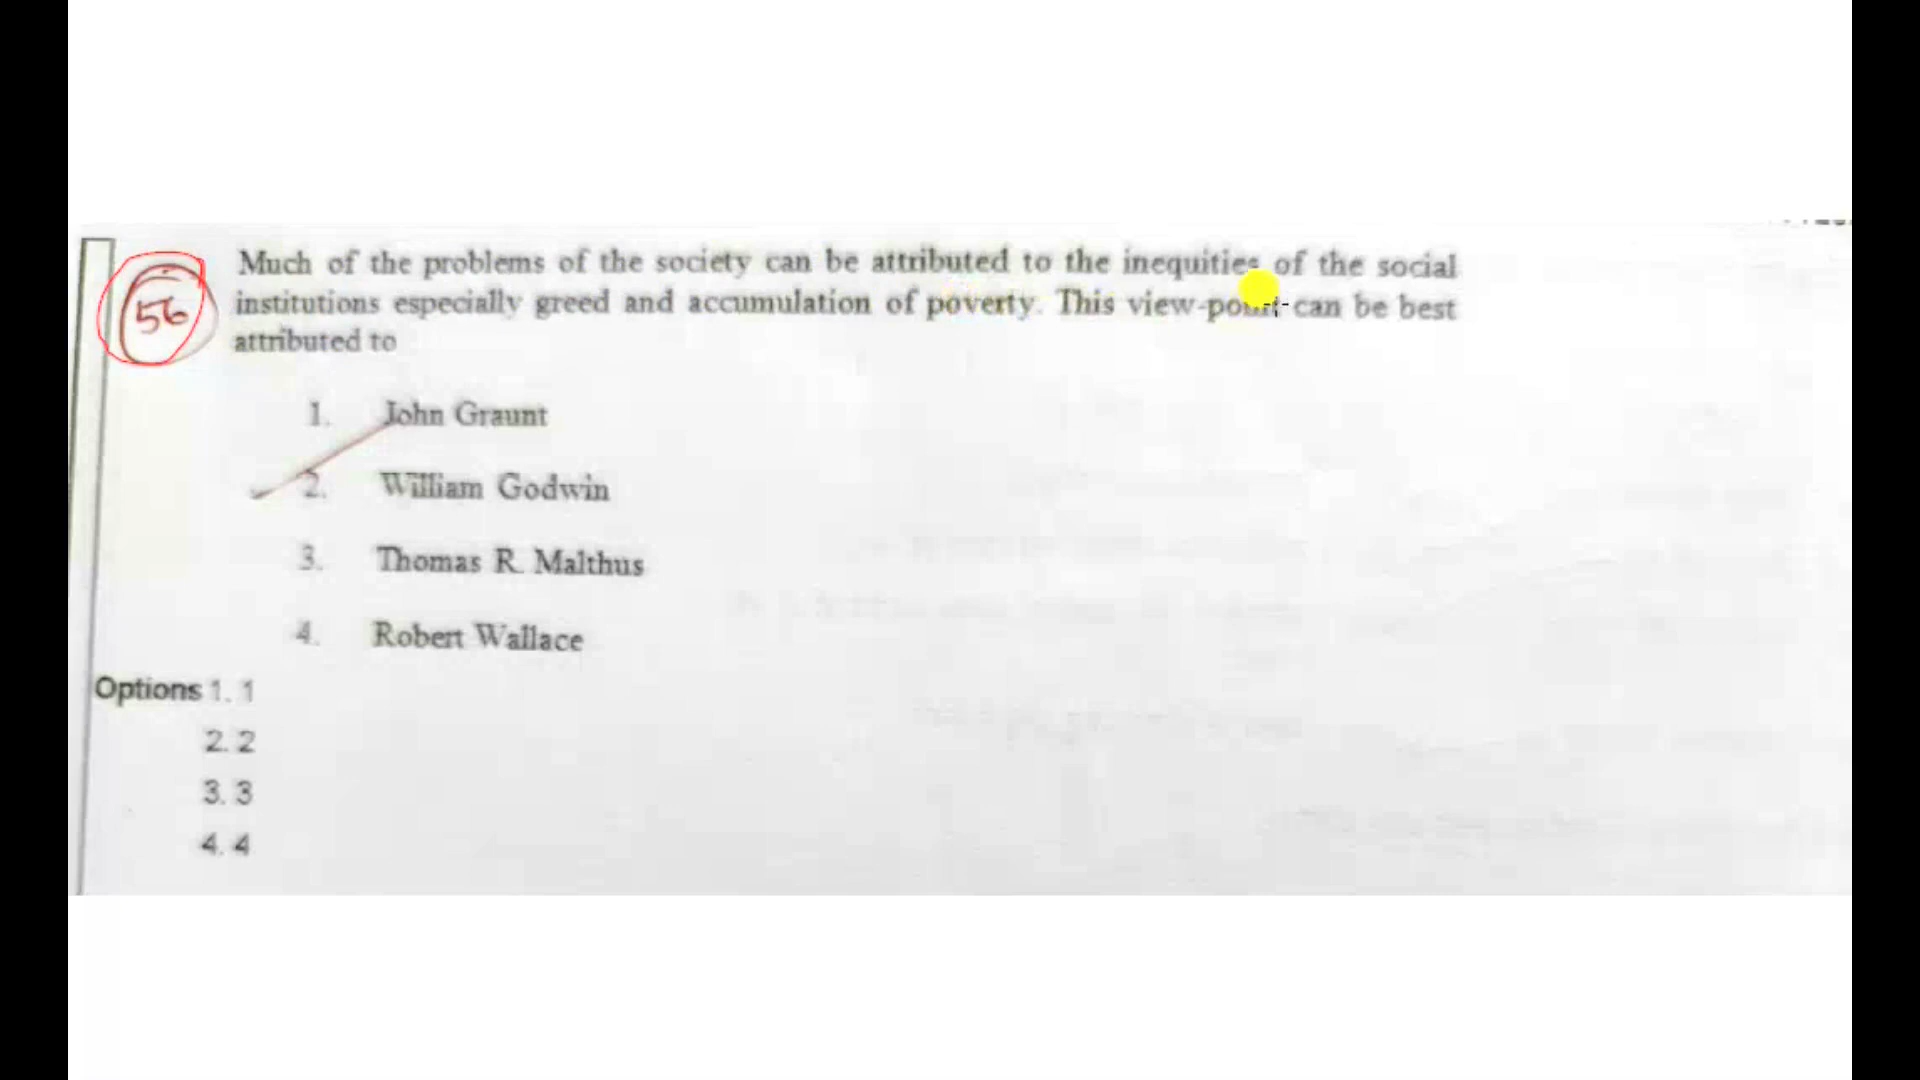 56
Much of the problems of the society can be attributed to the inequities of the social
institutions especially greed and accumulation of poverty. This view-point can be best
attributed to
1. John Graunt
2. William Godwin
3. Thomas R. Malthus
4. Robert Wallace
Options 1. 1
2. 2
3. 3
4. 4